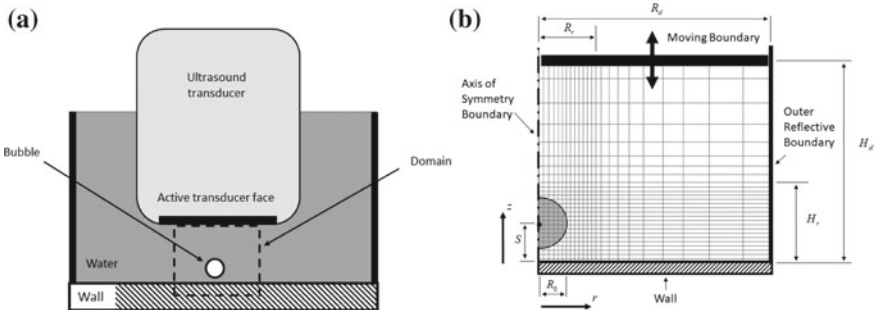 (a)
Ultrasound
transducer
Bubble
Domain
Active transducer face
Water
Wall
(b)
R_d
R_r
Moving Boundary
Axis of
Symmetry
Boundary
Outer
Reflective
Boundary
H_d
H_r
z
S
R_0
r
Wall